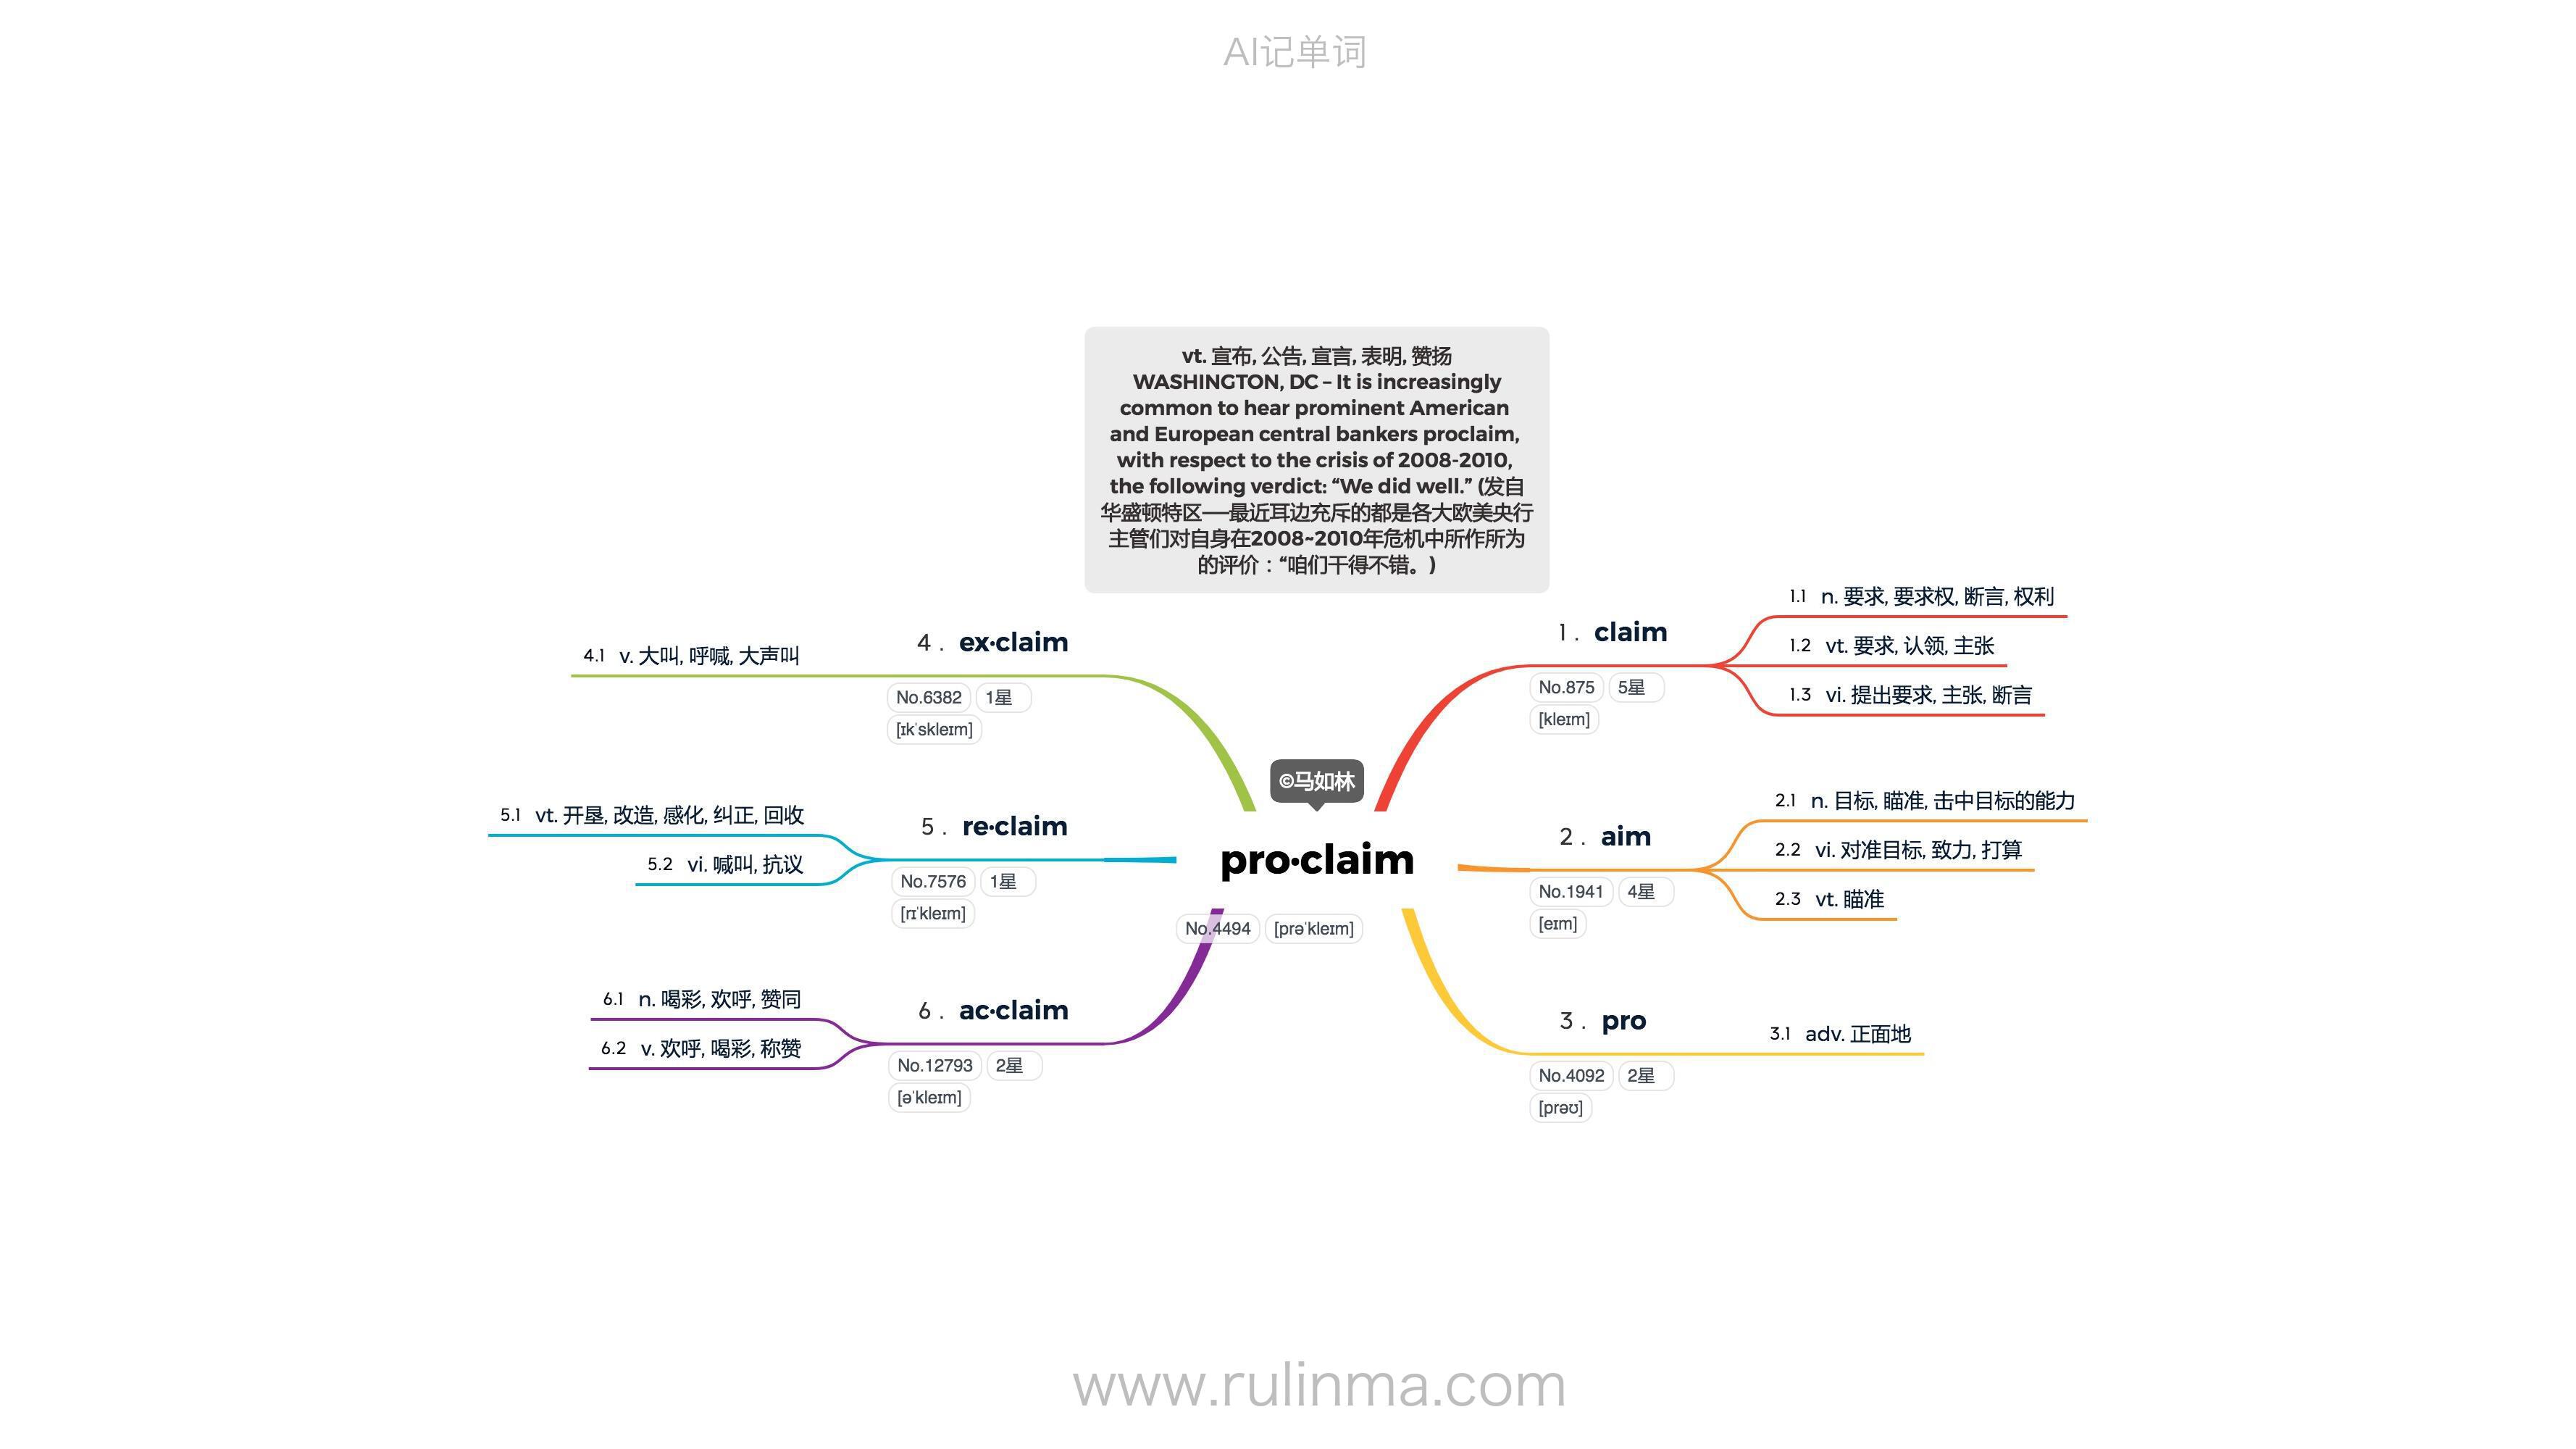 AI记单词
vt. 宣布, 公告, 宣言, 表明, 赞扬
WASHINGTON, DC – It is increasingly
common to hear prominent American
and European central bankers proclaim,
with respect to the crisis of 2008-2010,
the following verdict: “We did well.” (发自
华盛顿特区——最近耳边充斥的都是各大欧美央行
主管们对自身在2008~2010年危机中所作所为
的评价：“咱们干得不错。)
©马如林
pro·claim
No.4494 [prəˈkleɪm]
1. claim
No.875 5星
[kleɪm]
1.1 n. 要求, 要求权, 断言, 权利
1.2 vt. 要求, 认领, 主张
1.3 vi. 提出要求, 主张, 断言
2. aim
No.1941 4星
[eɪm]
2.1 n. 目标, 瞄准, 击中目标的能力
2.2 vi. 对准目标, 致力, 打算
2.3 vt. 瞄准
3. pro
No.4092 2星
[prəʊ]
3.1 adv. 正面地
4. ex·claim
No.6382 1星
[ɪkˈskleɪm]
4.1 v. 大叫, 呼喊, 大声叫
5. re·claim
No.7576 1星
[rɪˈkleɪm]
5.1 vt. 开垦, 改造, 感化, 纠正, 回收
5.2 vi. 喊叫, 抗议
6. ac·claim
No.12793 2星
[əˈkleɪm]
6.1 n. 喝彩, 欢呼, 赞同
6.2 v. 欢呼, 喝彩, 称赞
www.rulinma.com